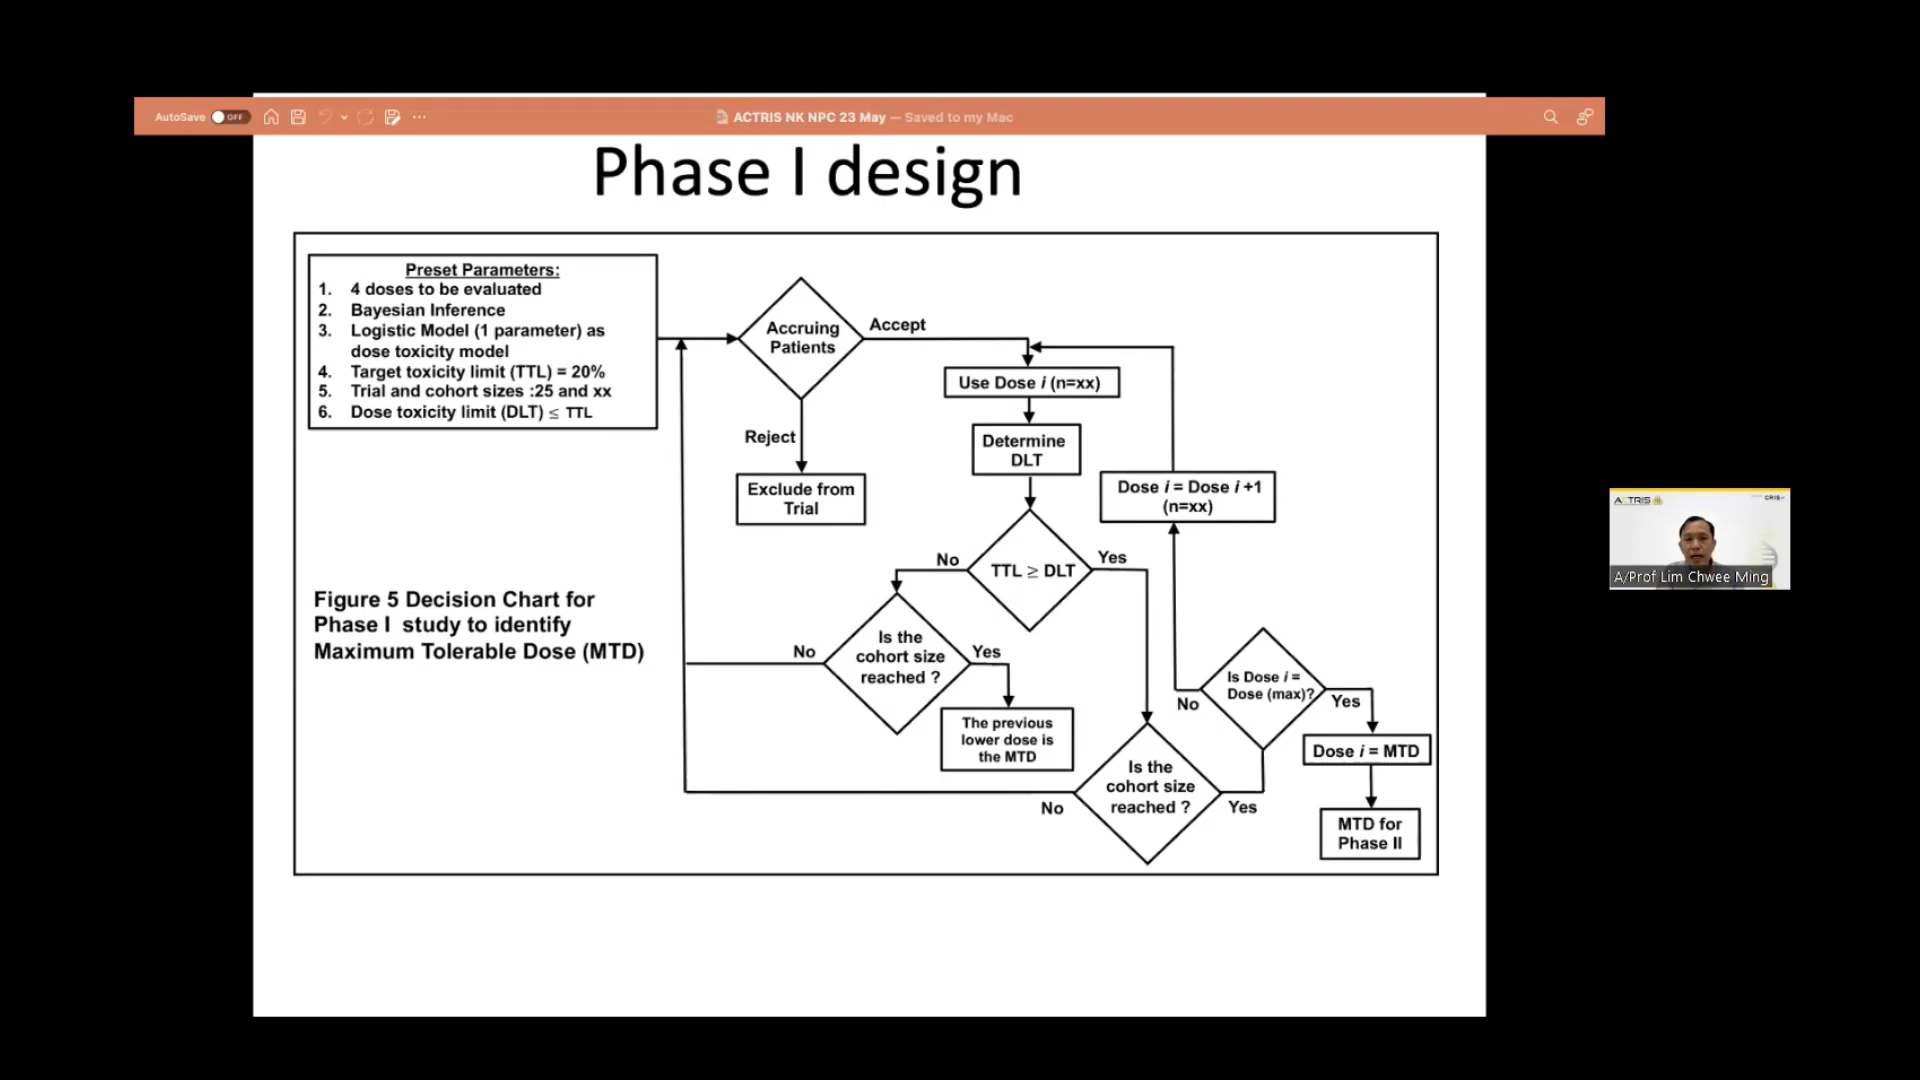 AutoSave OFF
ACTRIS NK NPC 23 May — Saved to my Mac
Phase I design
Preset Parameters:
1. 4 doses to be evaluated
2. Bayesian Inference
3. Logistic Model (1 parameter) as
dose toxicity model
4. Target toxicity limit (TTL) = 20%
5. Trial and cohort sizes :25 and xx
6. Dose toxicity limit (DLT) ≤ TTL
Accruing
Patients
Accept
Reject
Exclude from
Trial
Use Dose i (n=xx)
Determine
DLT
Dose i = Dose i +1
(n=xx)
TTL ≥ DLT
No
Yes
Is the
cohort size
reached ?
No
Yes
The previous
lower dose is
the MTD
Is the
cohort size
reached ?
No
Yes
Is Dose i =
Dose (max)?
No
Yes
Dose i = MTD
MTD for
Phase II
Figure 5 Decision Chart for
Phase I study to identify
Maximum Tolerable Dose (MTD)
ACTRIS
CRIS
A/Prof Lim Chwee Ming